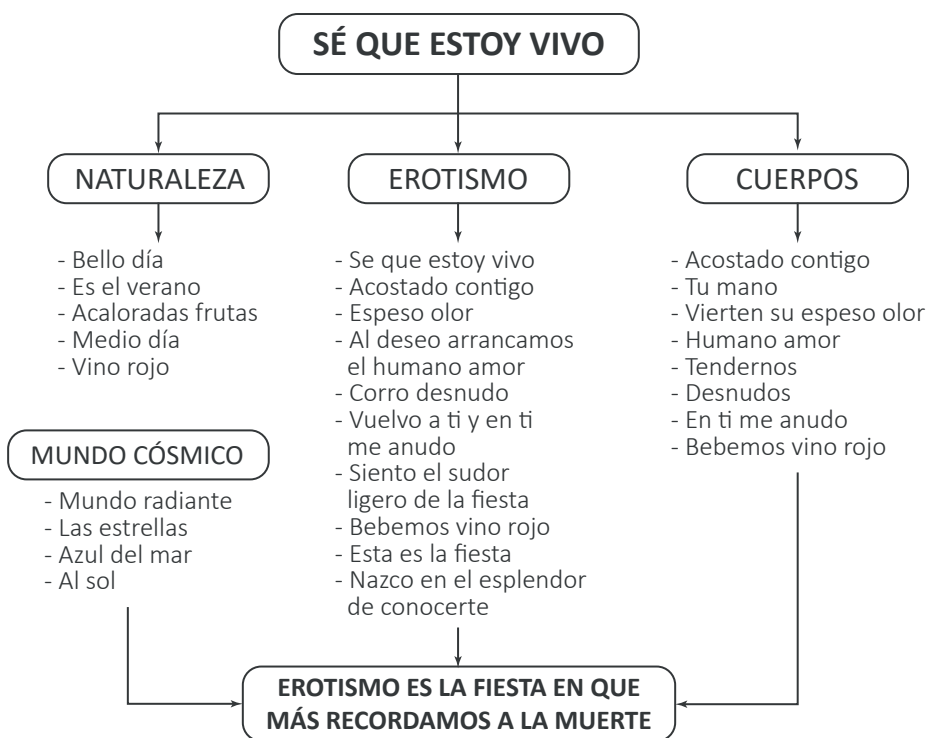 SÉ QUE ESTOY VIVO
NATURALEZA
- Bello día
- Es el verano
- Acaloradas frutas
- Medio día
- Vino rojo
MUNDO CÓSMICO
- Mundo radiante
- Las estrellas
- Azul del mar
- Al sol
EROTISMO
- Se que estoy vivo
- Acostado contigo
- Espeso olor
- Al deseo arrancamos
el humano amor
- Corro desnudo
- Vuelvo a ti y en ti
me anudo
- Siento el sudor
ligero de la fiesta
- Bebemos vino rojo
- Esta es la fiesta
- Nazco en el esplendor
de conocerte
CUERPOS
- Acostado contigo
- Tu mano
- Vierten su espeso olor
- Humano amor
- Tendernos
- Desnudos
- En ti me anudo
- Bebemos vino rojo
EROTISMO ES LA FIESTA EN QUE
MÁS RECORDAMOS A LA MUERTE